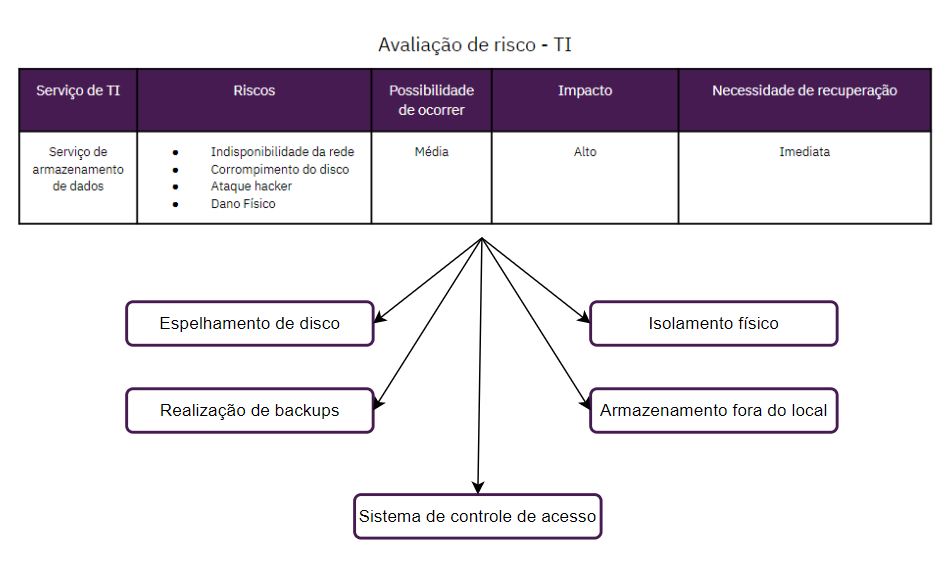 Avaliação de risco - TI
Serviço de TI
Riscos
Possibilidade
de ocorrer
Impacto
Necessidade de recuperação
Serviço de
armazenamento
de dados
• Indisponibilidade da rede
• Corrompimento do disco
• Ataque hacker
• Dano Físico
Média
Alto
Imediata
Espelhamento de disco
Isolamento físico
Realização de backups
Armazenamento fora do local
Sistema de controle de acesso